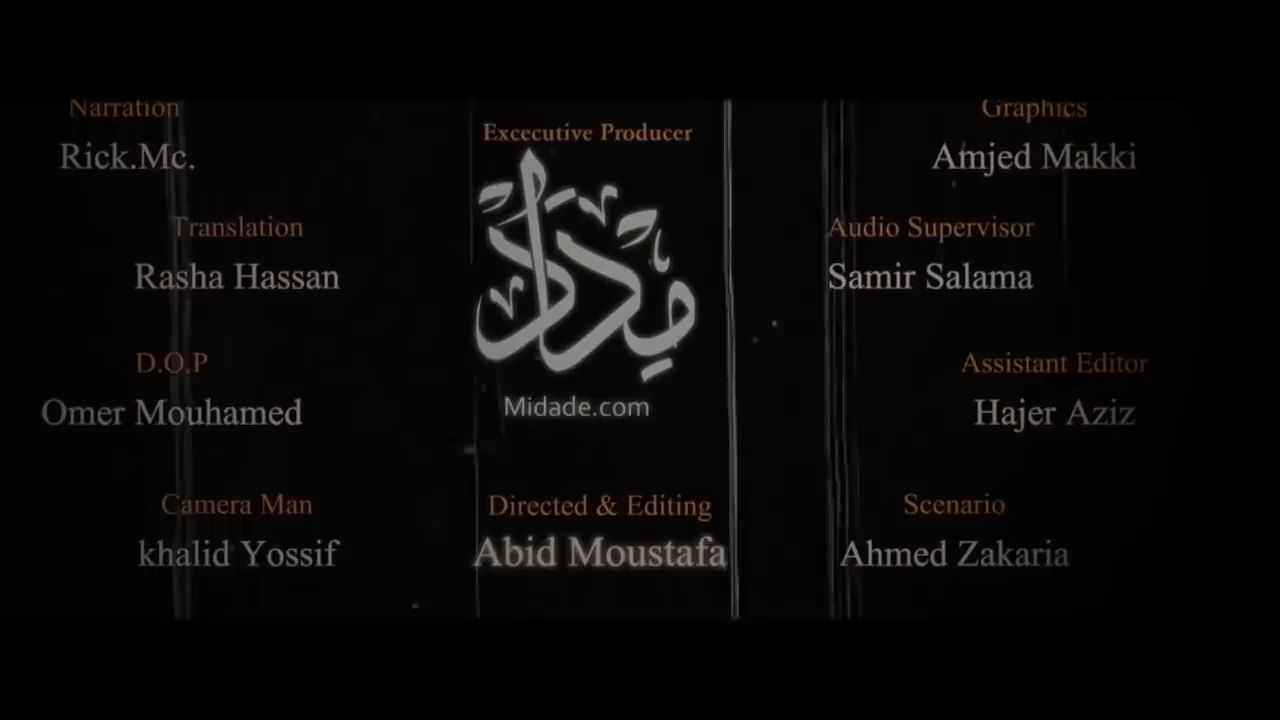 Narration
Rick.Mc.
Translation
Rasha Hassan
D.O.P
Omer Mouhamed
Camera Man
khalid Yossif
Excecutive Producer
مِدَاد
Midade.com
Directed & Editing
Abid Moustafa
Graphics
Amjed Makki
Audio Supervisor
Samir Salama
Assistant Editor
Hajer Aziz
Scenario
Ahmed Zakaria